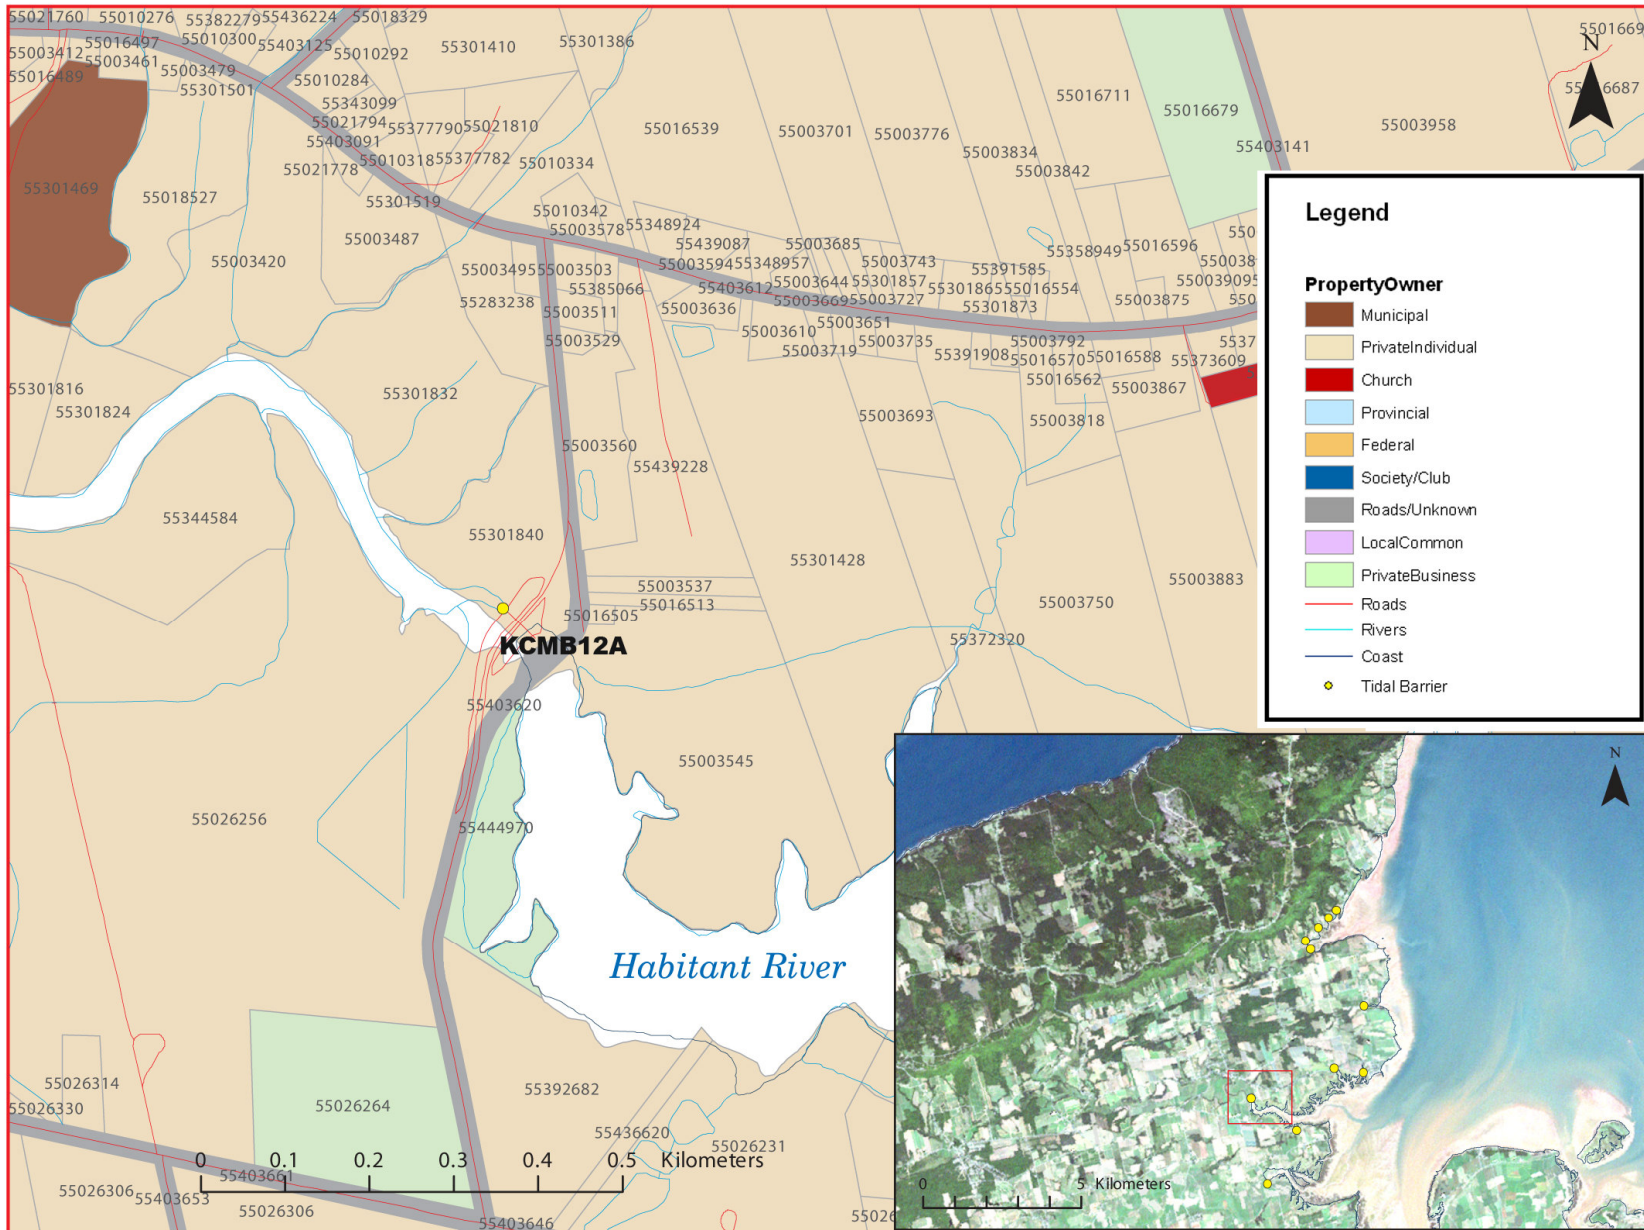 55021760 55010276 55382279 55436224 55018329
55003412 55016497 55010300 55403125 55010292 55301410 55301386 5501669
55016489 55003461 55003479 55010284
55301501 55343099 55016711 55016679 55003958
55021794 55377790 55021810 55016539 55003701 55003776
55403091 55403141
55301469 55010318 55377782 55010334 55003834
55021778 55003842
55018527 55301519 55010342
55003578 55348924
55003487 55439087 55003685 55358949 55016596
55003420 55003495 55003503 55003594 55348957 55003743 55391585
55385066 55403612 55003644 55301857 55301865 55016554
55283238 55003511 55003636 55003669 55003727 55301873 55003875
55003529 55003610 55003651 55003735 55003792
55003719 55391908 55016570 55016588 55373609
55301816 55301832 55016562 55003867
55301824 55003693 55003818
55003560
55439228
55344584 55301840 55301428
55003537 55003883
55016505 55016513 55003750
KCMB12A 55372320
55403620
55003545
55026256 55444970
Habitant River
55026314 55392682
55026330 55026264
55436620 55026231
0 0.1 0.2 0.3 0.4 0.5 Kilometers
55403661
55026306 55403653 55026306
55403646
N
Legend
PropertyOwner
Municipal
PrivateIndividual
Church
Provincial
Federal
Society/Club
Roads/Unknown
LocalCommon
PrivateBusiness
Roads
Rivers
Coast
Tidal Barrier
N
0 5 Kilometers